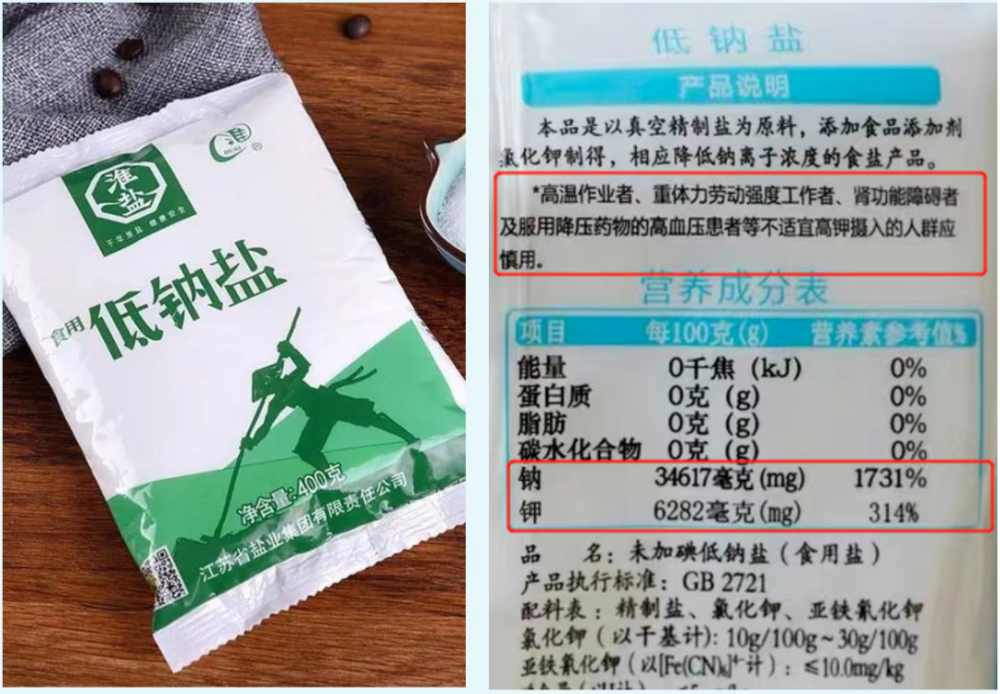 淮
HUAI
®
淮
盐
千年淮盐 健康安全
食用
低钠盐
净含量:400克
江苏省盐业集团有限责任公司
低钠盐
产品说明
本品是以真空精制盐为原料，添加食品添加剂
氯化钾制得，相应降低钠离子浓度的食盐产品。
*高温作业者、重体力劳动强度工作者、肾功能障碍者
及服用降压药物的高血压患者等不适宜高钾摄入的人群应
慎用。
营养成分表
项目 每100克(g) 营养素参考值%
能量 0千焦（kJ） 0%
蛋白质 0克（g） 0%
脂肪 0克（g） 0%
碳水化合物 0克（g） 0%
钠 34617毫克(mg) 1731%
钾 6282毫克(mg) 314%
品 名：未加碘低钠盐（食用盐）
产品执行标准：GB 2721
配料表：精制盐、氯化钾、亚铁氰化钾
氯化钾（以干基计）: 10g/100g～30g/100g
亚铁氰化钾（以[Fe(CN)₆]⁴⁻计）：≤10.0mg/kg